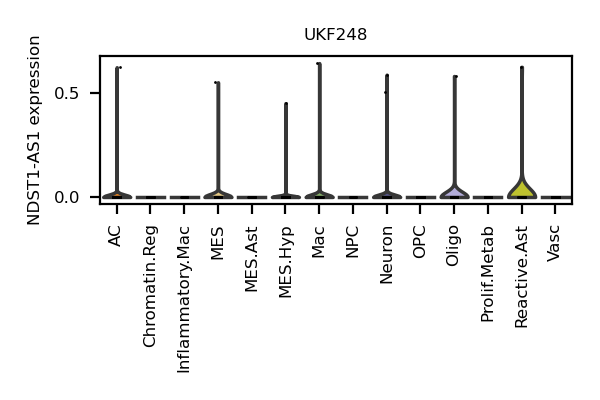 UKF248
NDST1-AS1 expression
0.5
0.0
AC
Chromatin.Reg
Inflammatory.Mac
MES
MES.Ast
MES.Hyp
Mac
NPC
Neuron
OPC
Oligo
Prolif.Metab
Reactive.Ast
Vasc